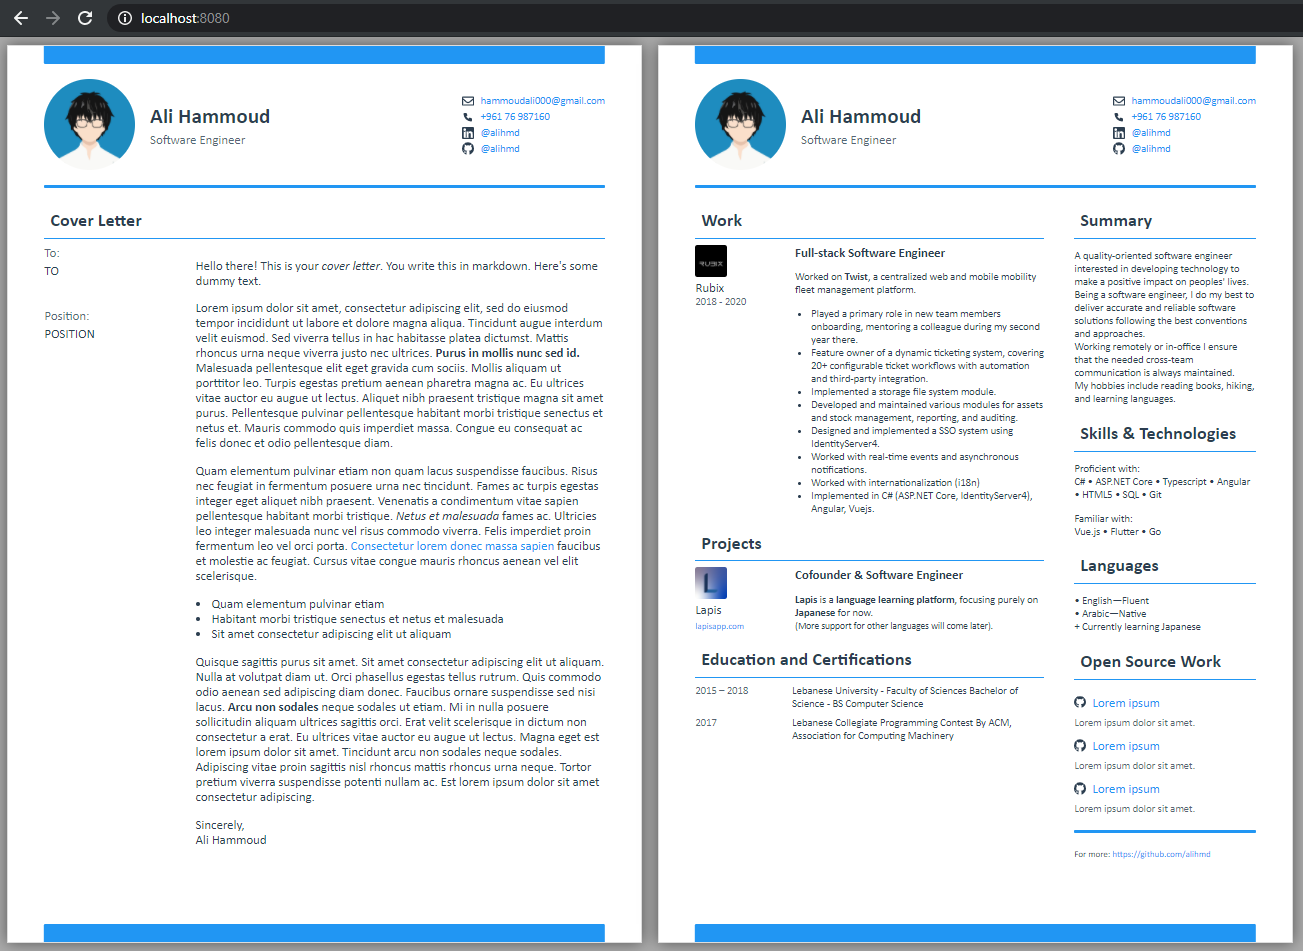 localhost:8080
Ali Hammoud
Software Engineer
hammoudali000@gmail.com
+961 76 987160
@alihmd
@alihmd
Cover Letter
To:
TO
Position:
POSITION
Hello there! This is your cover letter. You write this in markdown. Here's some
dummy text.
Lorem ipsum dolor sit amet, consectetur adipiscing elit, sed do eiusmod
tempor incididunt ut labore et dolore magna aliqua. Tincidunt augue interdum
velit euismod. Sed viverra tellus in hac habitasse platea dictumst. Mattis
rhoncus urna neque viverra justo nec ultrices. Purus in mollis nunc sed id.
Malesuada pellentesque elit eget gravida cum sociis. Mollis aliquam ut
porttitor leo. Turpis egestas pretium aenean pharetra magna ac. Eu ultrices
vitae auctor eu augue ut lectus. Aliquet nibh praesent tristique magna sit amet
purus. Pellentesque pulvinar pellentesque habitant morbi tristique senectus et
netus et. Mauris commodo quis imperdiet massa. Congue eu consequat ac
felis donec et odio pellentesque diam.
Quam elementum pulvinar etiam non quam lacus suspendisse faucibus. Risus
nec feugiat in fermentum posuere urna nec tincidunt. Fames ac turpis egestas
integer eget aliquet nibh praesent. Venenatis a condimentum vitae sapien
pellentesque habitant morbi tristique. Netus et malesuada fames ac. Ultricies
leo integer malesuada nunc vel risus commodo viverra. Felis imperdiet proin
fermentum leo vel orci porta. Consectetur lorem donec massa sapien faucibus
et molestie ac feugiat. Cursus vitae congue mauris rhoncus aenean vel elit
scelerisque.
• Quam elementum pulvinar etiam
• Habitant morbi tristique senectus et netus et malesuada
• Sit amet consectetur adipiscing elit ut aliquam
Quisque sagittis purus sit amet. Sit amet consectetur adipiscing elit ut aliquam.
Nulla at volutpat diam ut. Orci phasellus egestas tellus rutrum. Quis commodo
odio aenean sed adipiscing diam donec. Faucibus ornare suspendisse sed nisi
lacus. Arcu non sodales neque sodales ut etiam. Mi in nulla posuere
sollicitudin aliquam ultrices sagittis orci. Erat velit scelerisque in dictum non
consectetur a erat. Eu ultrices vitae auctor eu augue ut lectus. Magna eget est
lorem ipsum dolor sit amet. Tincidunt arcu non sodales neque sodales.
Adipiscing vitae proin sagittis nisl rhoncus mattis rhoncus urna neque. Tortor
pretium viverra suspendisse potenti nullam ac. Est lorem ipsum dolor sit amet
consectetur adipiscing.
Sincerely,
Ali Hammoud
Ali Hammoud
Software Engineer
hammoudali000@gmail.com
+961 76 987160
@alihmd
@alihmd
Work
RUBIX
Rubix
2018 - 2020
Full-stack Software Engineer
Worked on Twist, a centralized web and mobile mobility
fleet management platform.
• Played a primary role in new team members
onboarding, mentoring a colleague during my second
year there.
• Feature owner of a dynamic ticketing system, covering
20+ configurable ticket workflows with automation
and third-party integration.
• Implemented a storage file system module.
• Developed and maintained various modules for assets
and stock management, reporting, and auditing.
• Designed and implemented a SSO system using
IdentityServer4.
• Worked with real-time events and asynchronous
notifications.
• Worked with internationalization (i18n)
• Implemented in C# (ASP.NET Core, IdentityServer4),
Angular, Vuejs.
Projects
L
Lapis
lapisapp.com
Cofounder & Software Engineer
Lapis is a language learning platform, focusing purely on
Japanese for now.
(More support for other languages will come later).
Education and Certifications
2015 – 2018
Lebanese University - Faculty of Sciences Bachelor of
Science - BS Computer Science
2017
Lebanese Collegiate Programming Contest By ACM,
Association for Computing Machinery
Summary
A quality-oriented software engineer
interested in developing technology to
make a positive impact on peoples' lives.
Being a software engineer, I do my best to
deliver accurate and reliable software
solutions following the best conventions
and approaches.
Working remotely or in-office I ensure
that the needed cross-team
communication is always maintained.
My hobbies include reading books, hiking,
and learning languages.
Skills & Technologies
Proficient with:
C# • ASP.NET Core • Typescript • Angular
• HTML5 • SQL • Git
Familiar with:
Vue.js • Flutter • Go
Languages
• English—Fluent
• Arabic—Native
+ Currently learning Japanese
Open Source Work
Lorem ipsum
Lorem ipsum dolor sit amet.
Lorem ipsum
Lorem ipsum dolor sit amet.
Lorem ipsum
Lorem ipsum dolor sit amet.
For more: https://github.com/alihmd